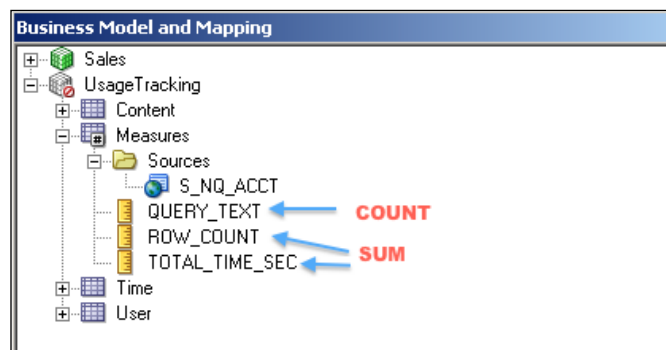 Business Model and Mapping
Sales
UsageTracking
Content
Measures
Sources
S_NQ_ACCT
QUERY_TEXT
COUNT
ROW_COUNT
SUM
TOTAL_TIME_SEC
Time
User